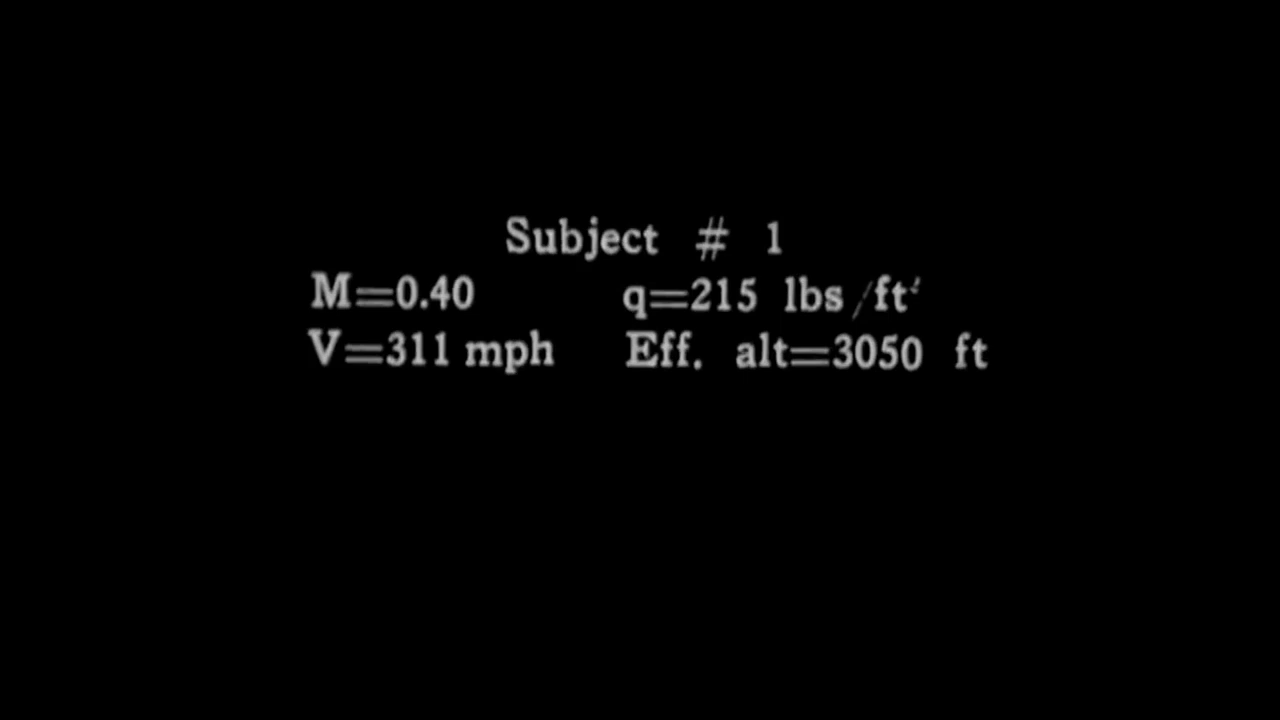 Subject # 1
M=0.40 q=215 lbs/ft²
V=311 mph Eff. alt=3050 ft